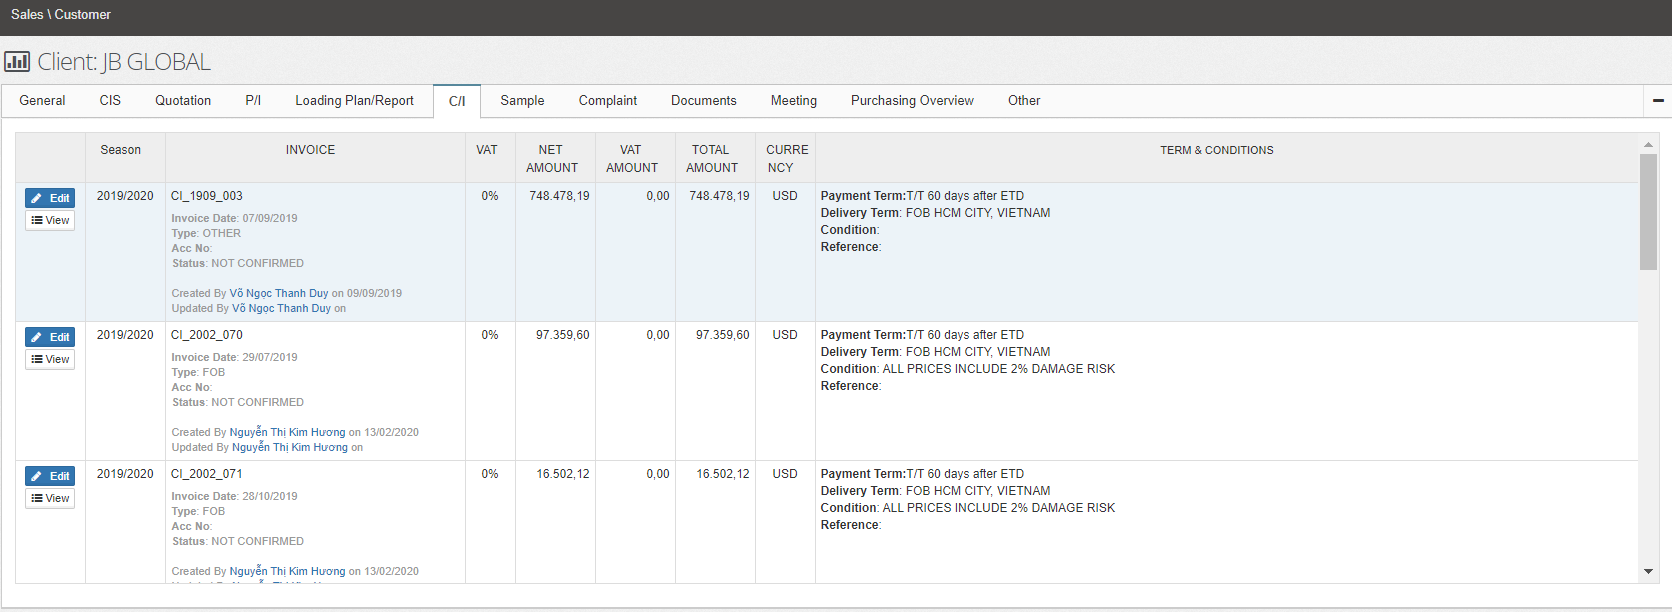 Sales \ Customer
Client: JB GLOBAL
General CIS Quotation P/I Loading Plan/Report C/I Sample Complaint Documents Meeting Purchasing Overview Other
Season INVOICE VAT NET AMOUNT VAT AMOUNT TOTAL AMOUNT CURRE NCY TERM & CONDITIONS
Edit 2019/2020 CI_1909_003 0% 748.478,19 0,00 748.478,19 USD Payment Term:T/T 60 days after ETD
View
Invoice Date: 07/09/2019
Delivery Term: FOB HCM CITY, VIETNAM
Type: OTHER
Condition:
Acc No:
Reference:
Status: NOT CONFIRMED
Created By Võ Ngọc Thanh Duy on 09/09/2019
Updated By Võ Ngọc Thanh Duy on
Edit 2019/2020 CI_2002_070 0% 97.359,60 0,00 97.359,60 USD Payment Term:T/T 60 days after ETD
View
Invoice Date: 29/07/2019
Delivery Term: FOB HCM CITY, VIETNAM
Type: FOB
Condition: ALL PRICES INCLUDE 2% DAMAGE RISK
Acc No:
Reference:
Status: NOT CONFIRMED
Created By Nguyễn Thị Kim Hương on 13/02/2020
Updated By Nguyễn Thị Kim Hương on
Edit 2019/2020 CI_2002_071 0% 16.502,12 0,00 16.502,12 USD Payment Term:T/T 60 days after ETD
View
Invoice Date: 28/10/2019
Delivery Term: FOB HCM CITY, VIETNAM
Type: FOB
Condition: ALL PRICES INCLUDE 2% DAMAGE RISK
Acc No:
Reference:
Status: NOT CONFIRMED
Created By Nguyễn Thị Kim Hương on 13/02/2020